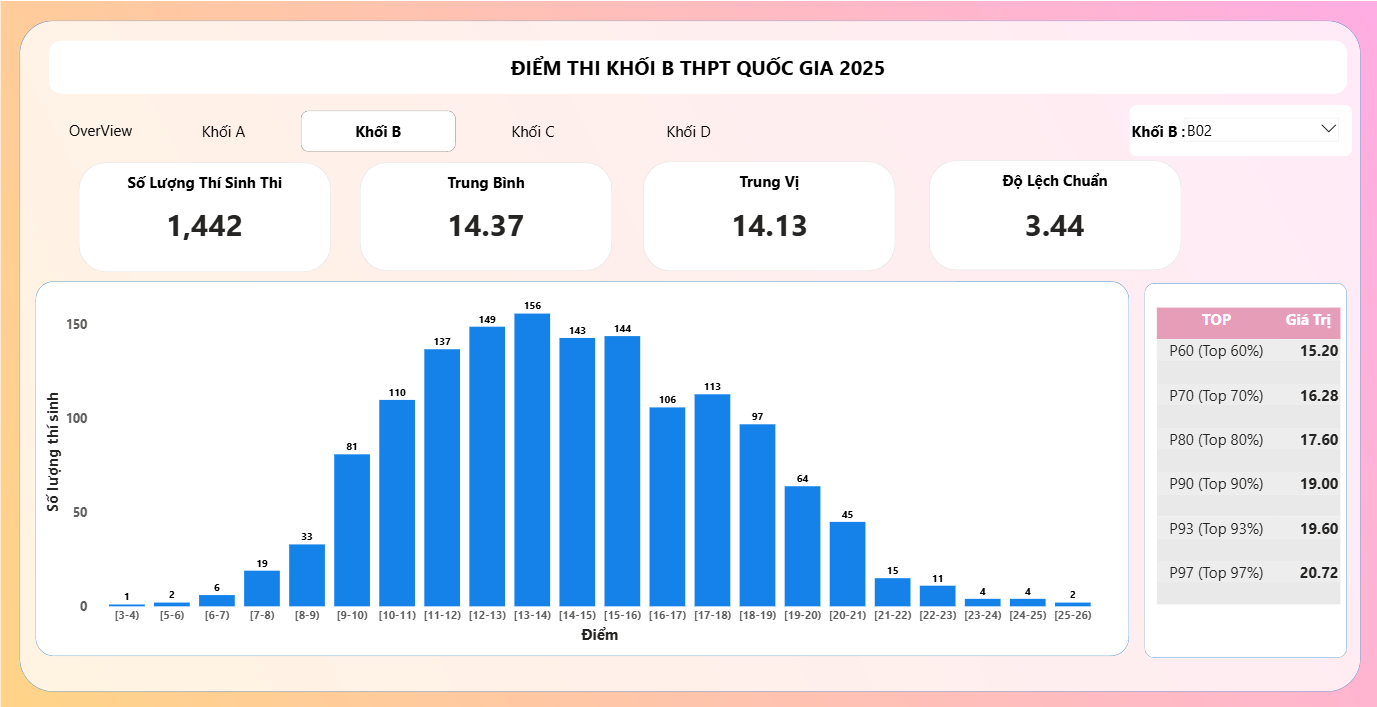 ĐIỂM THI KHỐI B THPT QUỐC GIA 2025
OverView
Khối A
Khối B
Khối C
Khối D
Khối B : B02
Số Lượng Thí Sinh Thi
1,442
Trung Bình
14.37
Trung Vị
14.13
Độ Lệch Chuẩn
3.44
Số lượng thí sinh
150
100
50
0
1
2
6
19
33
81
110
137
149
156
143
144
106
113
97
64
45
15
11
4
4
2
[3-4) [5-6) [6-7) [7-8) [8-9) [9-10) [10-11) [11-12) [12-13) [13-14) [14-15) [15-16) [16-17) [17-18) [18-19) [19-20) [20-21) [21-22) [22-23) [23-24) [24-25) [25-26)
Điểm
TOP Giá Trị
P60 (Top 60%) 15.20
P70 (Top 70%) 16.28
P80 (Top 80%) 17.60
P90 (Top 90%) 19.00
P93 (Top 93%) 19.60
P97 (Top 97%) 20.72